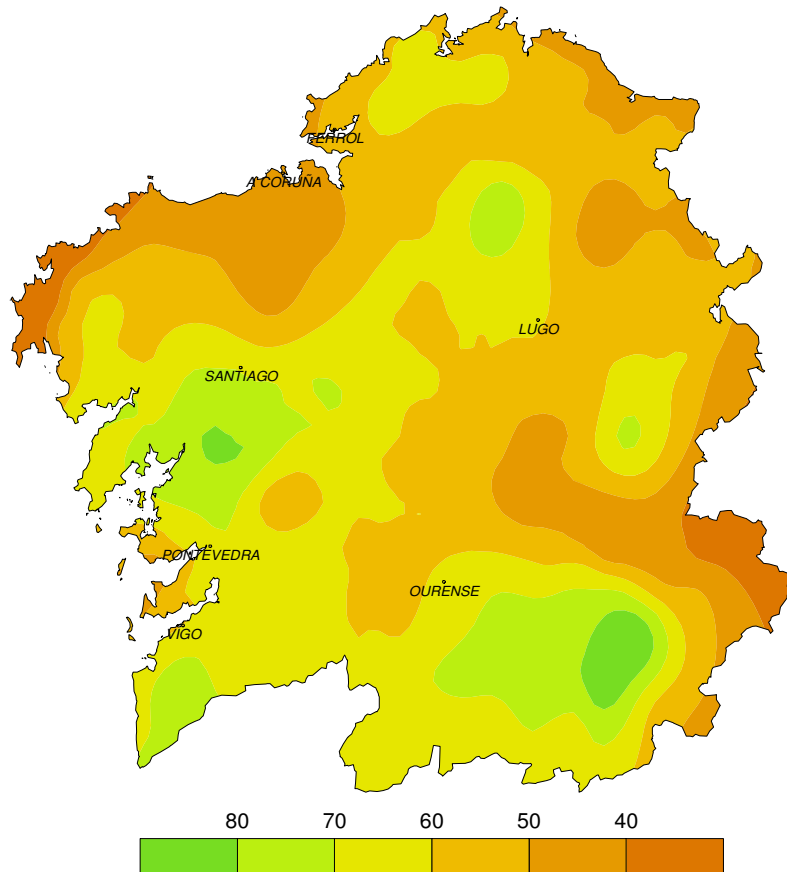 FERROL
A CORUÑA
LUGO
SANTIAGO
PONTEVEDRA
OURENSE
VIGO
80 70 60 50 40